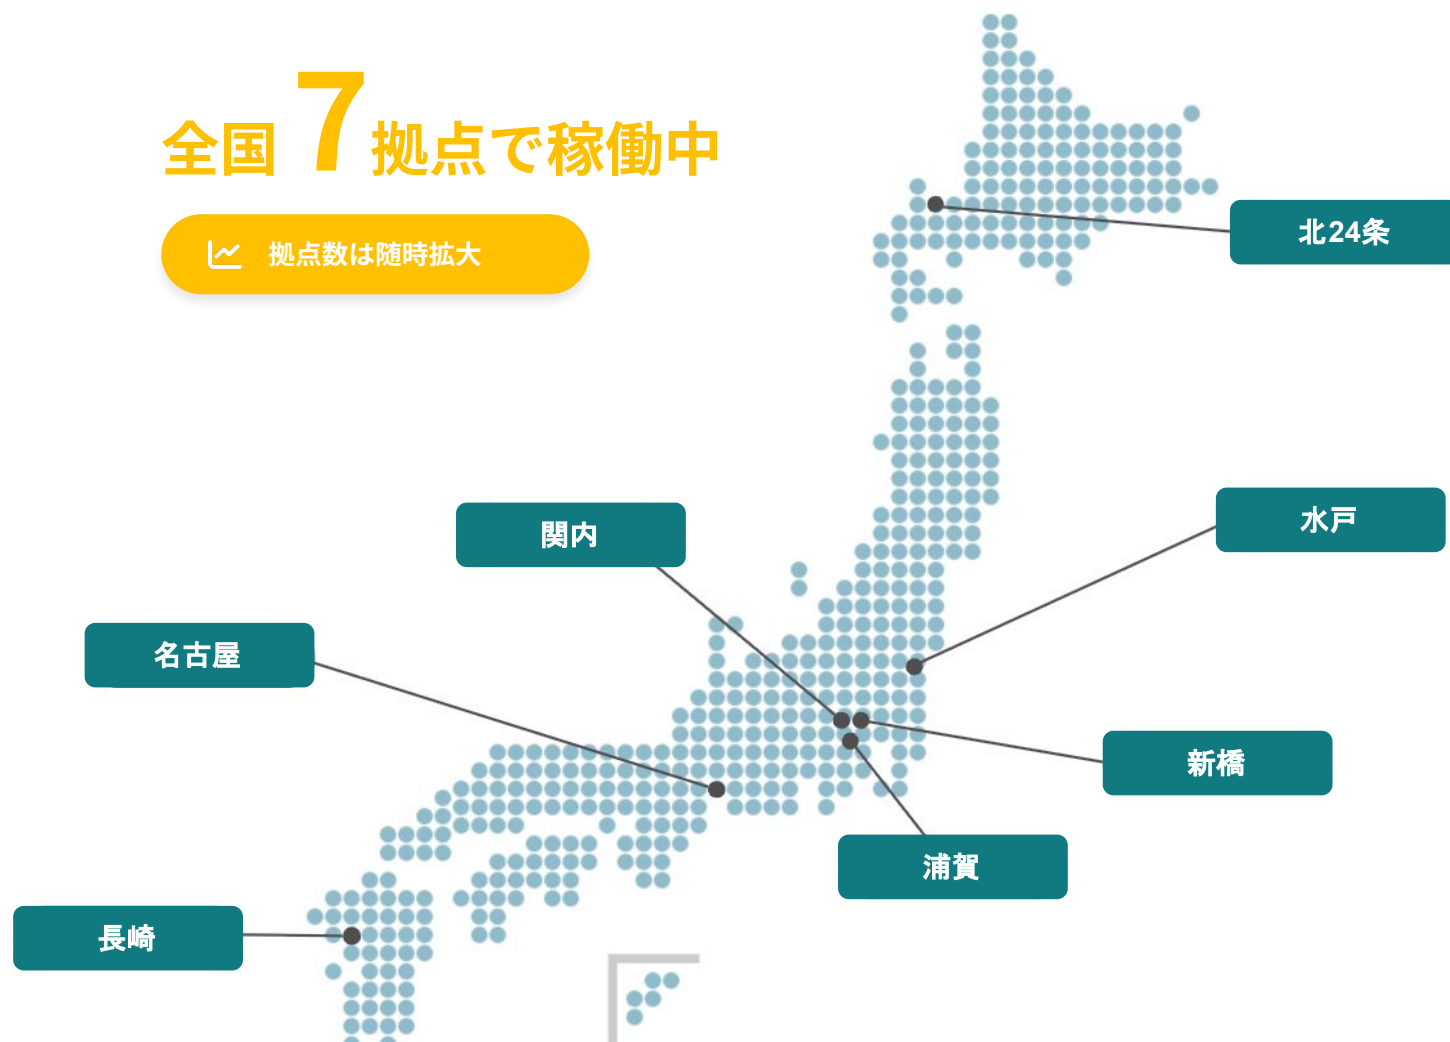 全国 7 拠点で稼働中
拠点数は随時拡大
北24条
水戸
関内
名古屋
新橋
浦賀
長崎